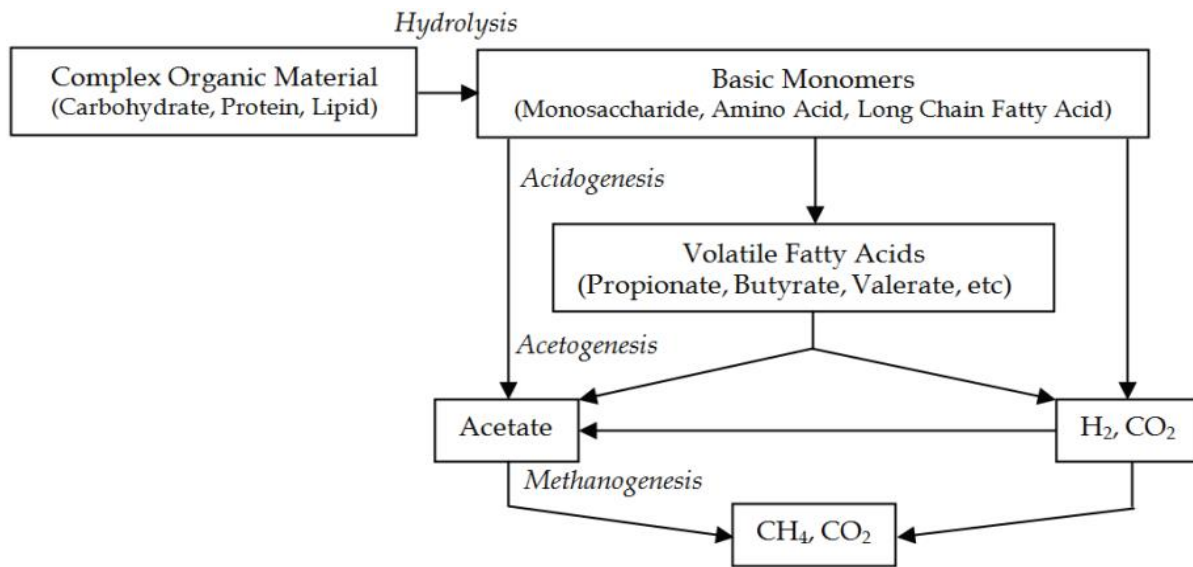 Hydrolysis
Complex Organic Material
(Carbohydrate, Protein, Lipid)
Basic Monomers
(Monosaccharide, Amino Acid, Long Chain Fatty Acid)
Acidogenesis
Volatile Fatty Acids
(Propionate, Butyrate, Valerate, etc)
Acetogenesis
Acetate
H₂, CO₂
Methanogenesis
CH₄, CO₂